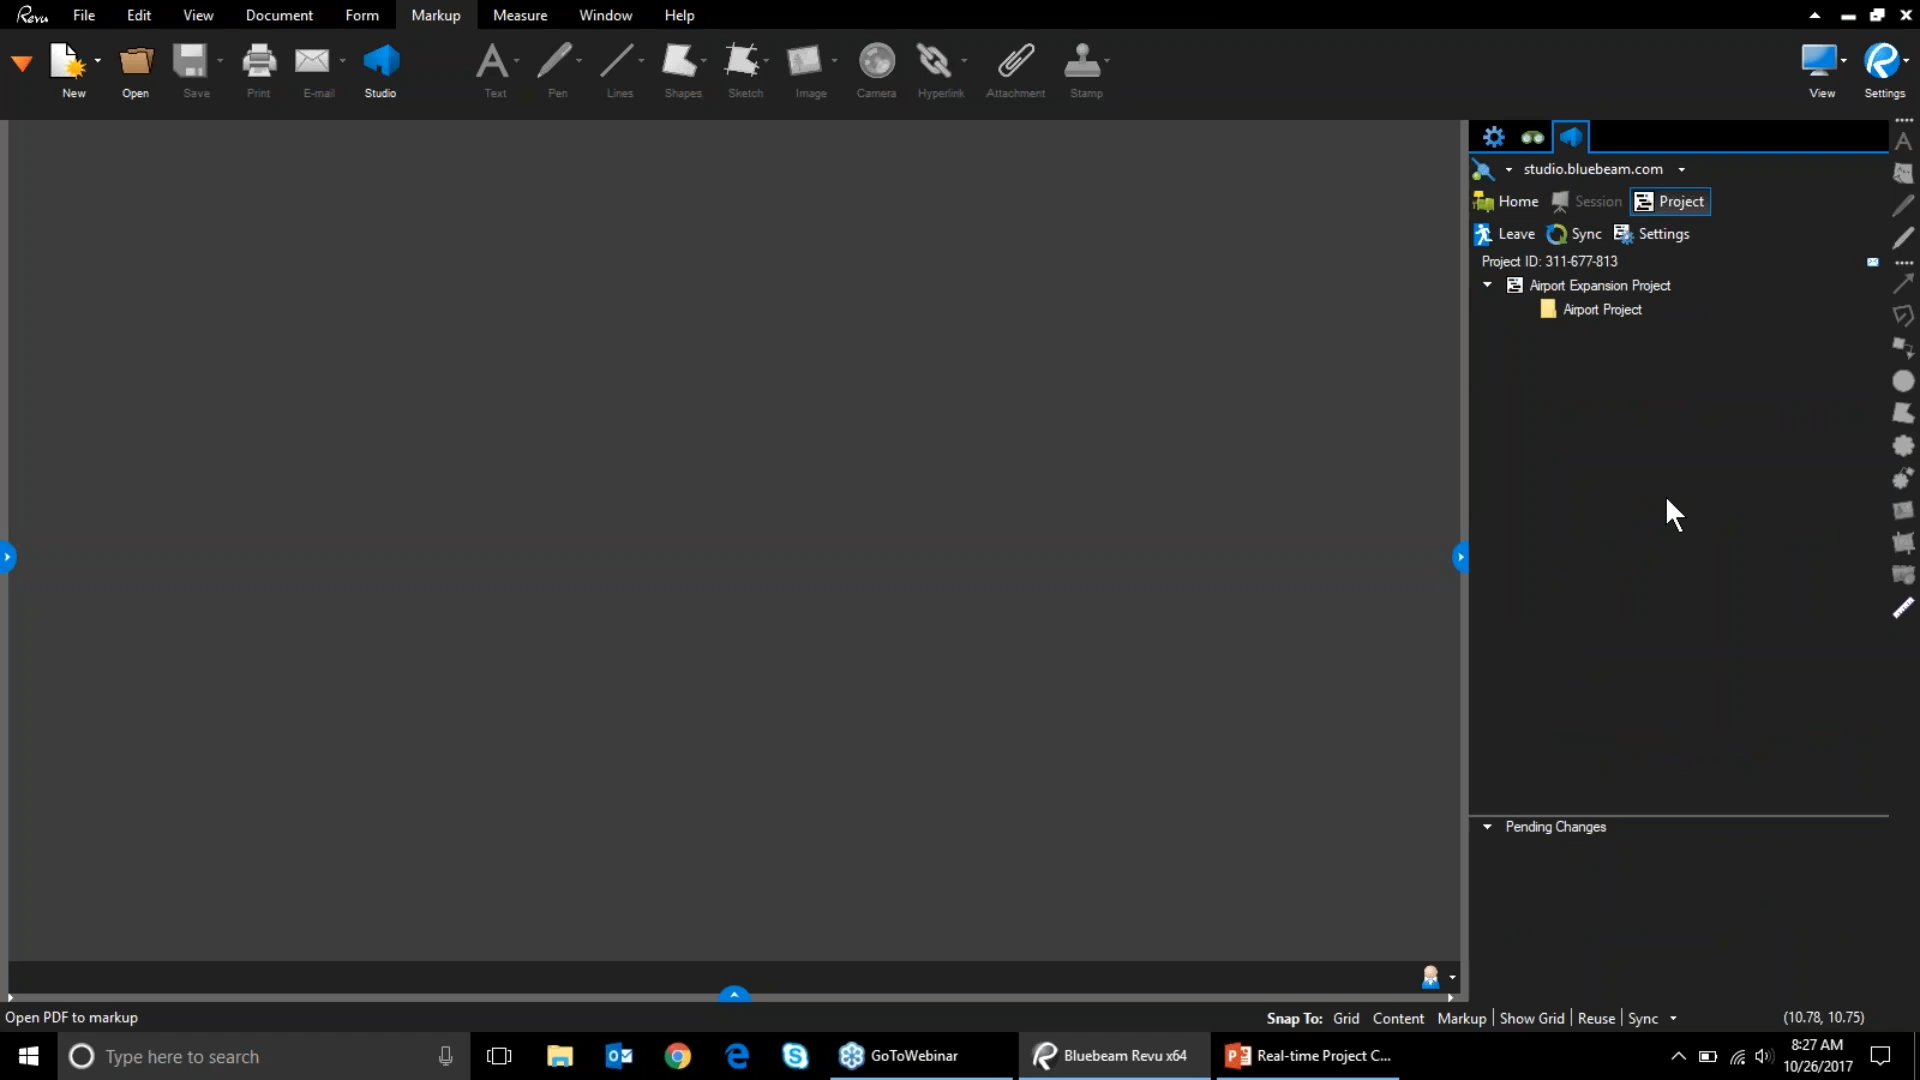 Revu File Edit View Document Form Markup Measure Window Help
New Open Save Print E-mail Studio Text Pen Lines Shapes Sketch Image Camera Hyperlink Attachment Stamp View Settings
studio.bluebeam.com
Home Session Project
Leave Sync Settings
Project ID: 311-677-813
Airport Expansion Project
Airport Project
Pending Changes
Open PDF to markup
Snap To: Grid Content Markup Show Grid Reuse Sync (10.78, 10.75)
Type here to search
GoToWebinar
Bluebeam Revu x64
Real-time Project C...
8:27 AM
10/26/2017